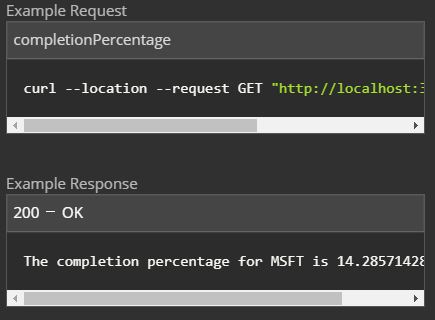 Example Request
completionPercentage
curl --location --request GET "http://localhost:3
Example Response
200 – OK
The completion percentage for MSFT is 14.28571428